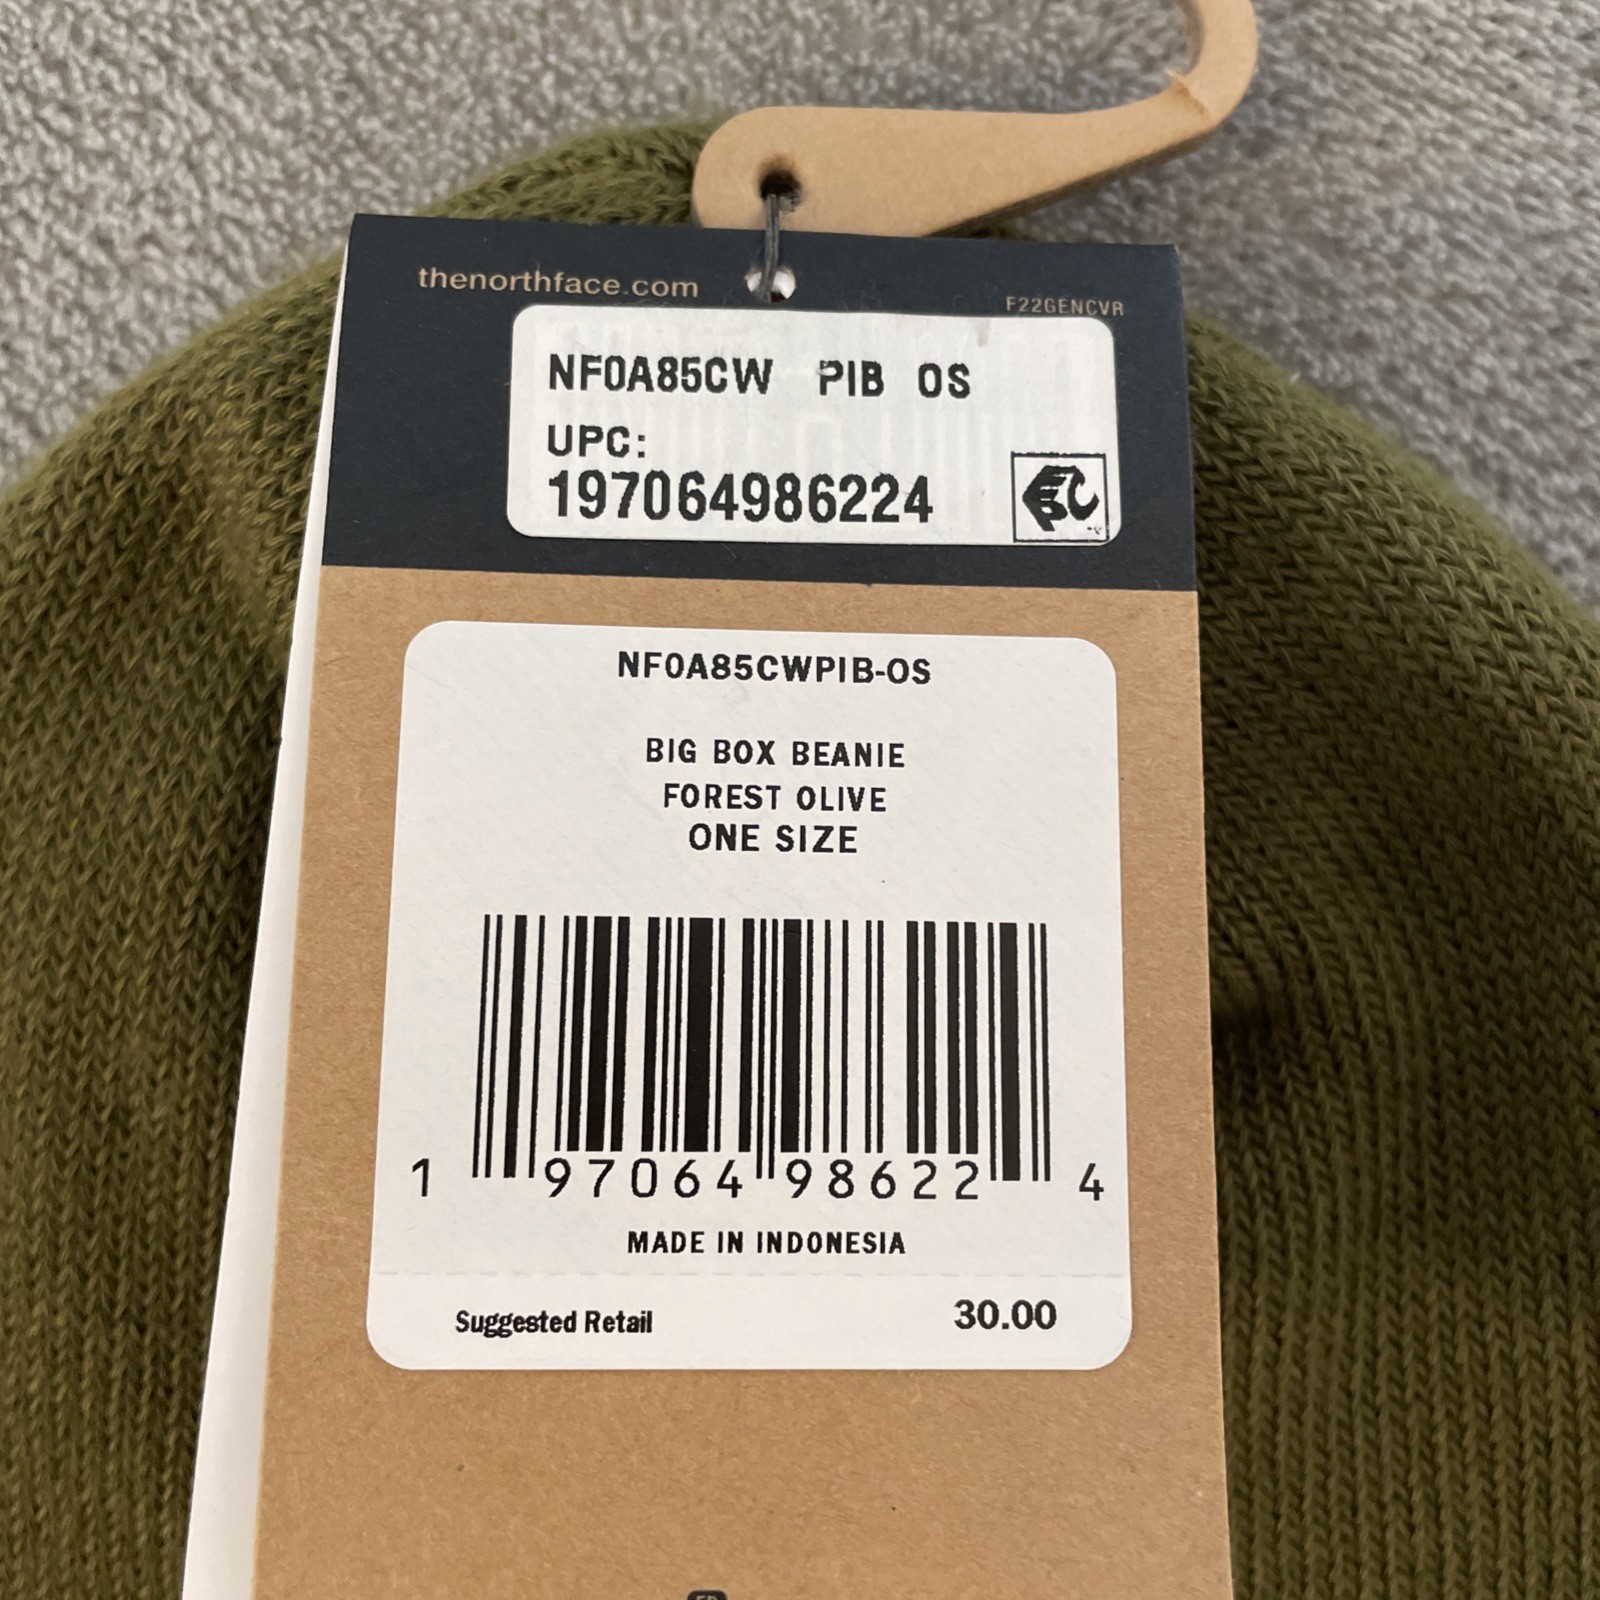 thenorthface.com
F22GENCVR
NF0A85CW PIB OS
UPC:
197064986224
NF0A85CWPIB-OS
BIG BOX BEANIE
FOREST OLIVE
ONE SIZE
1 97064 98622 4
MADE IN INDONESIA
Suggested Retail 30.00